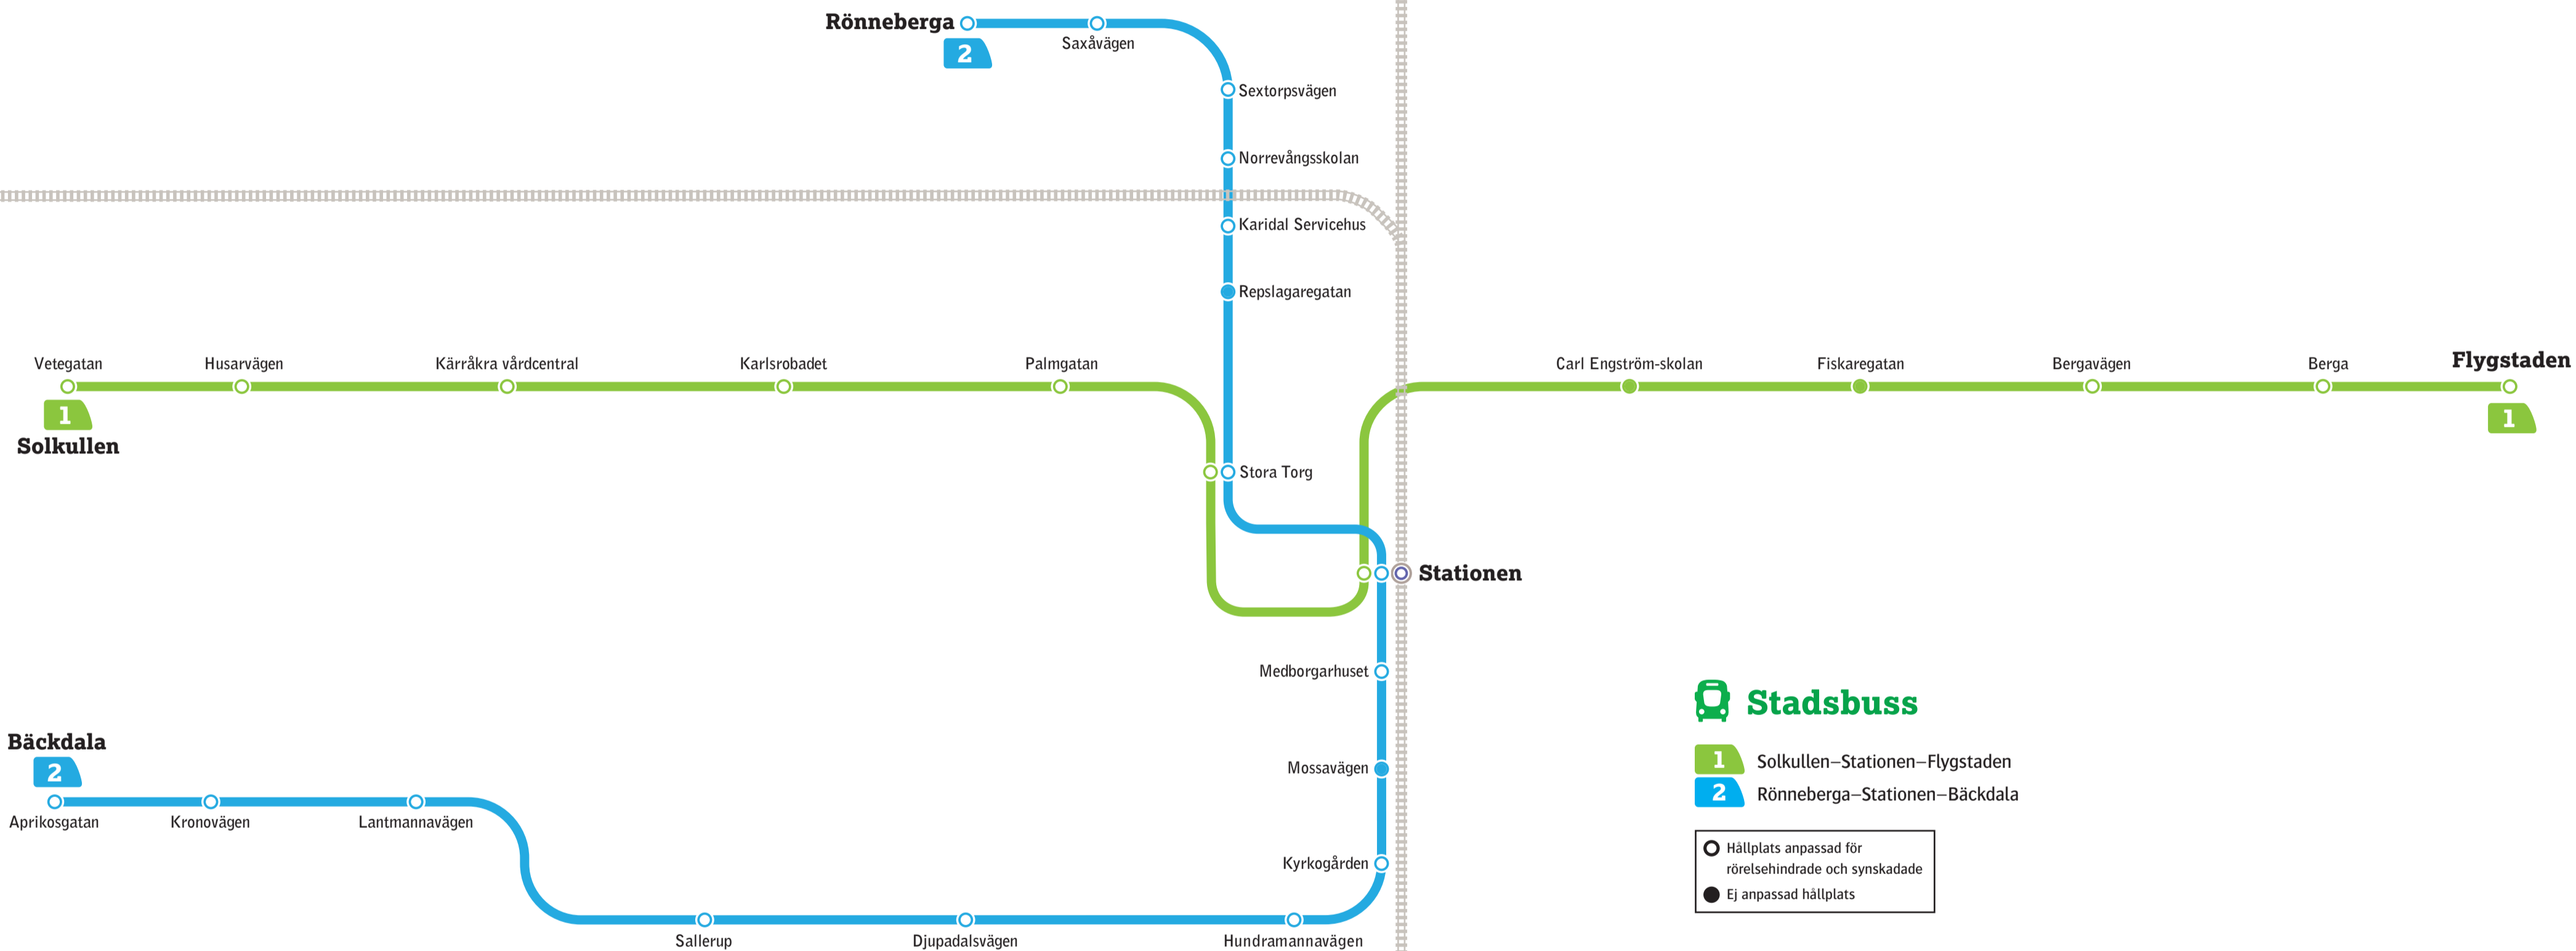 Rönneberga
2
Saxåvägen
Sextorpsvägen
Norrevångsskolan
Karidal Servicehus
Repslagaregatan
Vetegatan
Husarvägen
Kärråkra vårdcentral
Karlsrobadet
Palmgatan
Carl Engström-skolan
Fiskaregatan
Bergavägen
Berga
Flygstaden
1
1
Solkullen
Stora Torg
Stationen
Medborgarhuset
Mossavägen
Kyrkogården
Bäckdala
2
Aprikosgatan
Kronovägen
Lantmannavägen
Sallerup
Djupadalsvägen
Hundramannavägen
Stadsbuss
1 Solkullen–Stationen–Flygstaden
2 Rönneberga–Stationen–Bäckdala
Hållplats anpassad för
rörelsehindrade och synskadade
Ej anpassad hållplats